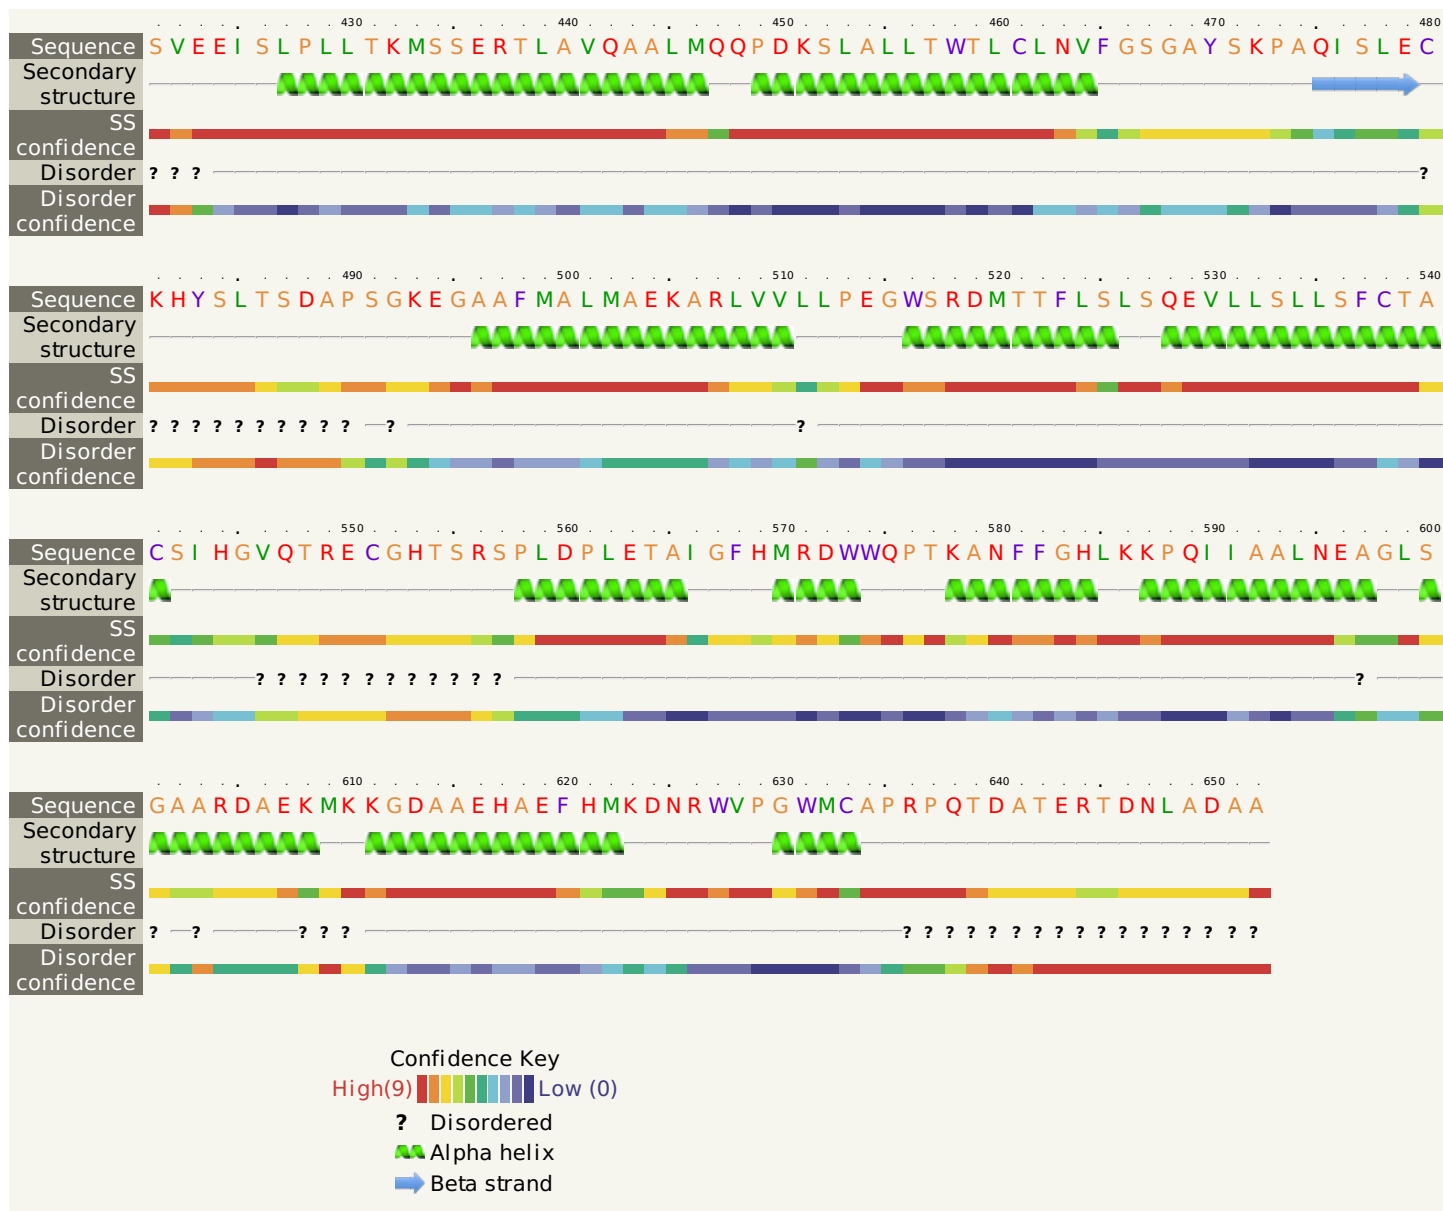 430 440 450 460 470 480
Sequence SVEEISLPLLTKMSSERTLAVQAALMQQPDKSLALLTWTLCLNVFGSGAYSKPAQISLEC
Secondary
structure
SS
confidence
Disorder ? ? ? ?
Disorder
confidence
490 500 510 520 530 540
Sequence KHYSLTSDAPSGKEGAAFMALMAEKARLVVLLPEGWSRDMTTFLSLSQEVLLSLLSFCTA
Secondary
structure
SS
confidence
Disorder ? ? ? ? ? ? ? ? ? ? ? ?
Disorder
confidence
550 560 570 580 590 600
Sequence CSIHGVQTRECGHTSRSPLDPLETAIGFHMRDWWQPTKANFFGHLKKPQIIAALNEAGLS
Secondary
structure
SS
confidence
Disorder ? ? ? ? ? ? ? ? ? ? ? ? ?
Disorder
confidence
610 620 630 640 650
Sequence GAARDAEKMKKGDAAEHAEFHMKDNRWVPGWMCAPRPQTDATERTDNLADAA
Secondary
structure
SS
confidence
Disorder ? ? ? ? ? ? ? ? ? ? ? ? ? ? ? ? ? ? ? ? ? ?
Disorder
confidence
Confidence Key
High(9) Low (0)
? Disordered
Alpha helix
Beta strand